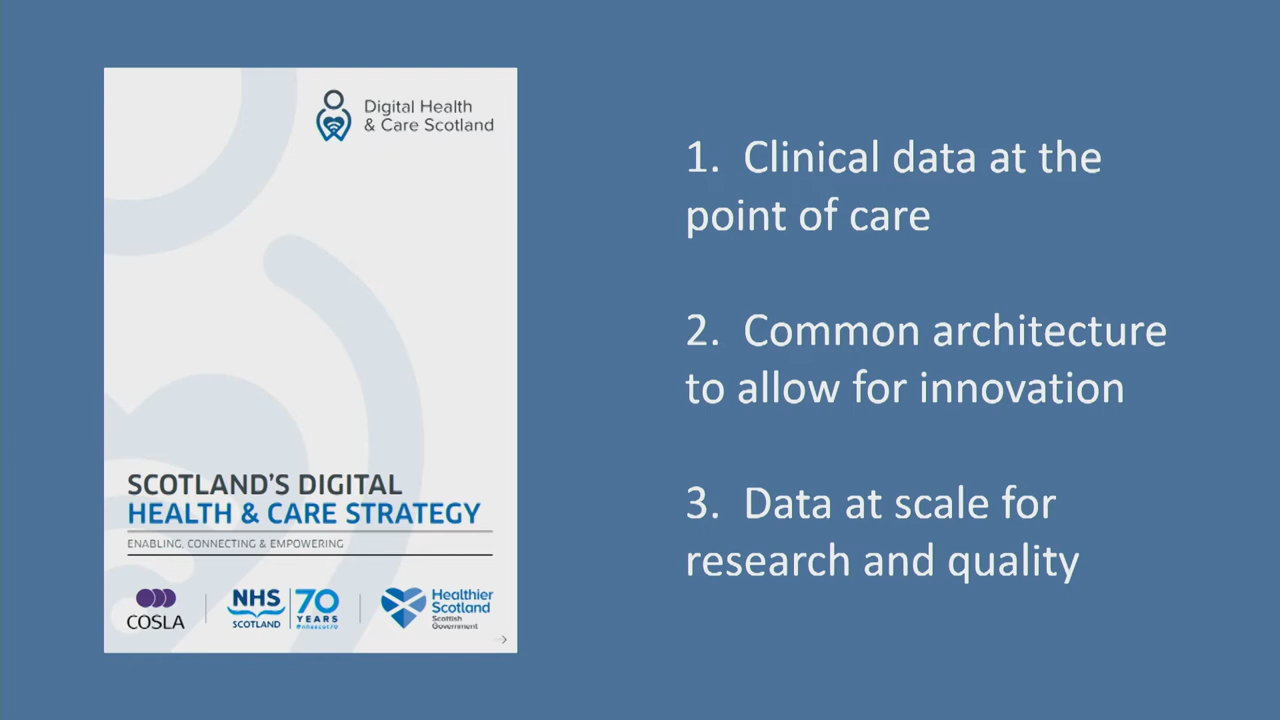 Digital Health
& Care Scotland
SCOTLAND'S DIGITAL
HEALTH & CARE STRATEGY
ENABLING, CONNECTING & EMPOWERING
COSLA
NHS
SCOTLAND
70
YEARS
#nhsscot70
Healthier
Scotland
Scottish
Government
1. Clinical data at the
point of care
2. Common architecture
to allow for innovation
3. Data at scale for
research and quality